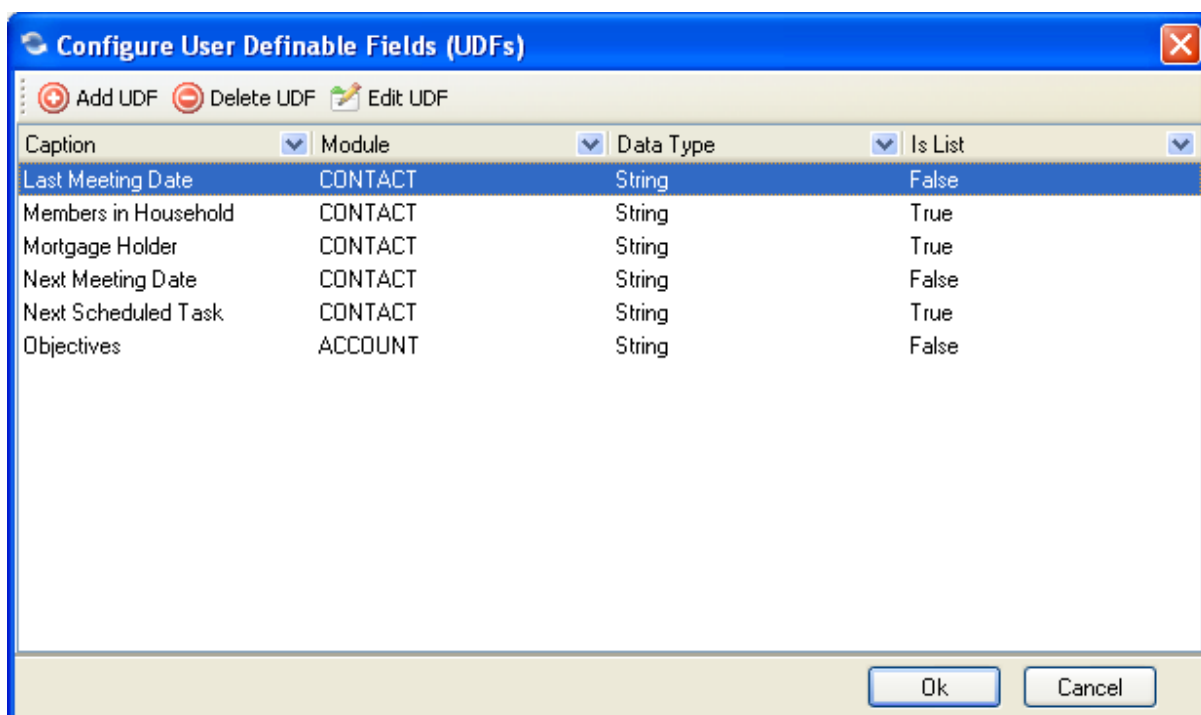 Configure User Definable Fields (UDFs)
Add UDF Delete UDF Edit UDF
Caption Module Data Type Is List
Last Meeting Date CONTACT String False
Members in Household CONTACT String True
Mortgage Holder CONTACT String True
Next Meeting Date CONTACT String False
Next Scheduled Task CONTACT String True
Objectives ACCOUNT String False
Ok Cancel